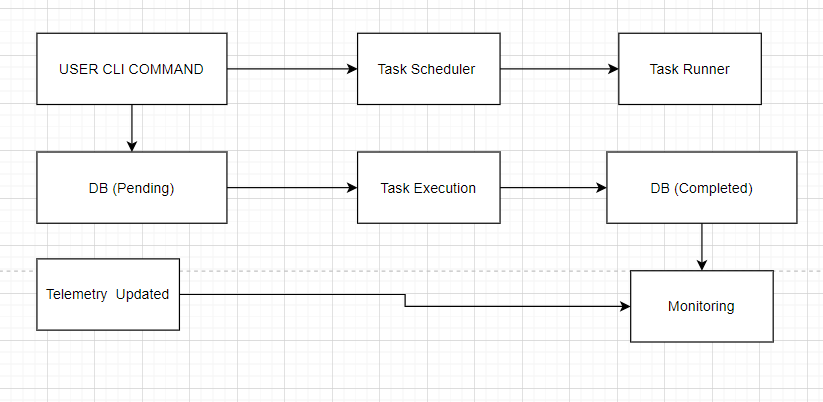 USER CLI COMMAND
Task Scheduler
Task Runner
DB (Pending)
Task Execution
DB (Completed)
Telemetry  Updated
Monitoring